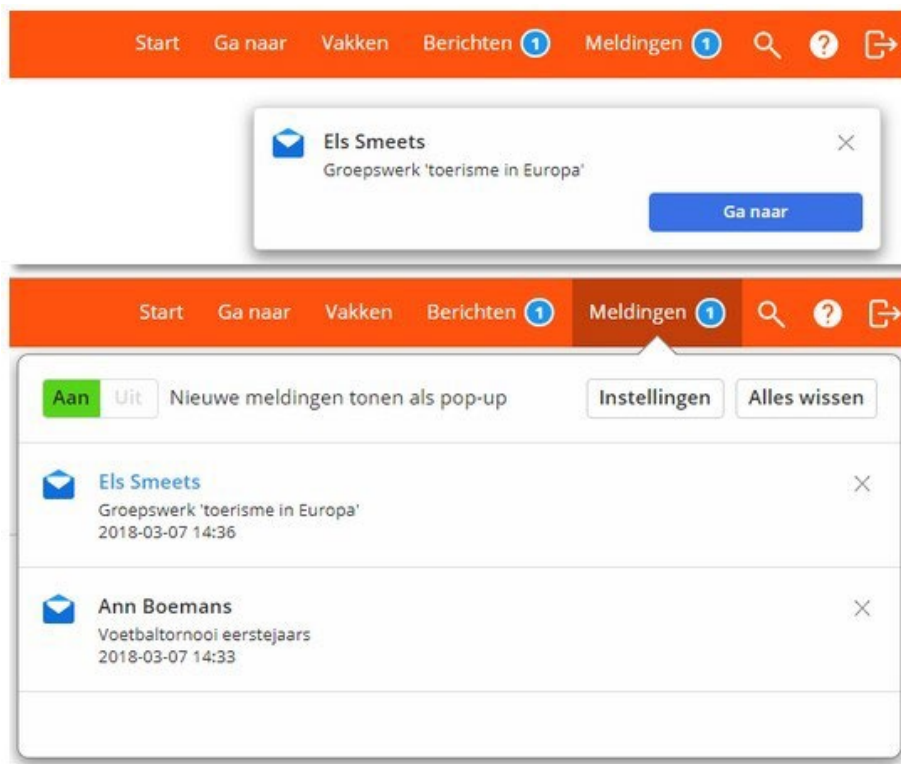 Start Ga naar Vakken Berichten 1 Meldingen 1 ?
Els Smeets
Groepswerk 'toerisme in Europa'
Ga naar
Start Ga naar Vakken Berichten 1 Meldingen 1 ?
Aan Uit Nieuwe meldingen tonen als pop-up Instellingen Alles wissen
Els Smeets
Groepswerk 'toerisme in Europa'
2018-03-07 14:36
Ann Boemans
Voetbaltornooi eerstejaars
2018-03-07 14:33